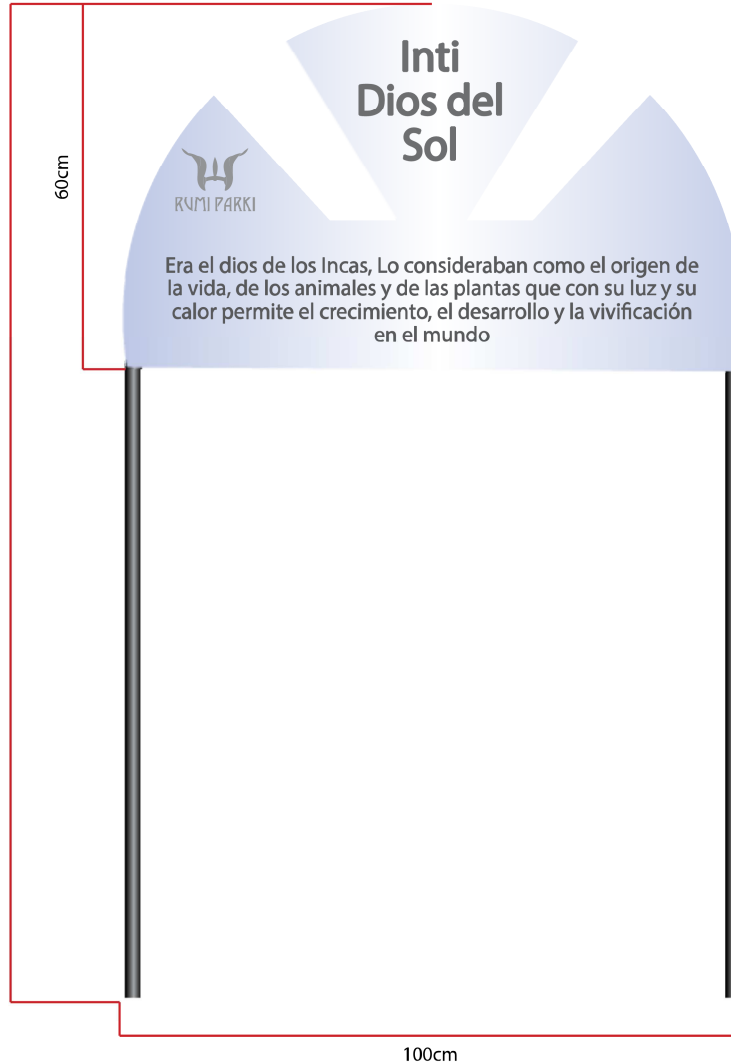 Inti
Dios del
Sol
60cm
RUMI PARKI
Era el dios de los Incas, Lo consideraban como el origen de
la vida, de los animales y de las plantas que con su luz y su
calor permite el crecimiento, el desarrollo y la vivificación
en el mundo
100cm